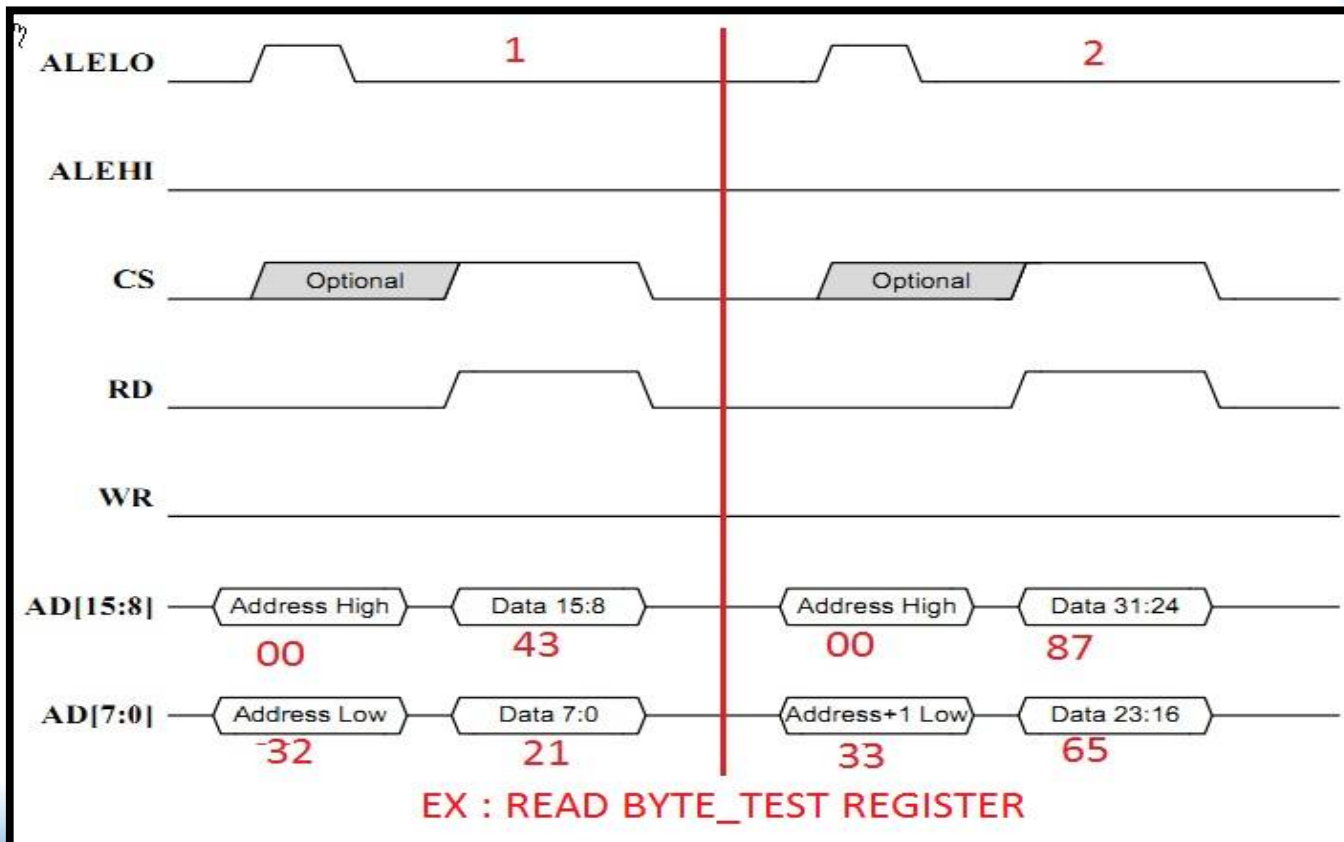 ALELO 1 2
ALEHI
CS Optional Optional
RD
WR
AD[15:8] Address High Data 15:8 Address High Data 31:24
00 43 00 87
AD[7:0] Address Low Data 7:0 Address+1 Low Data 23:16
32 21 33 65
EX : READ BYTE_TEST REGISTER